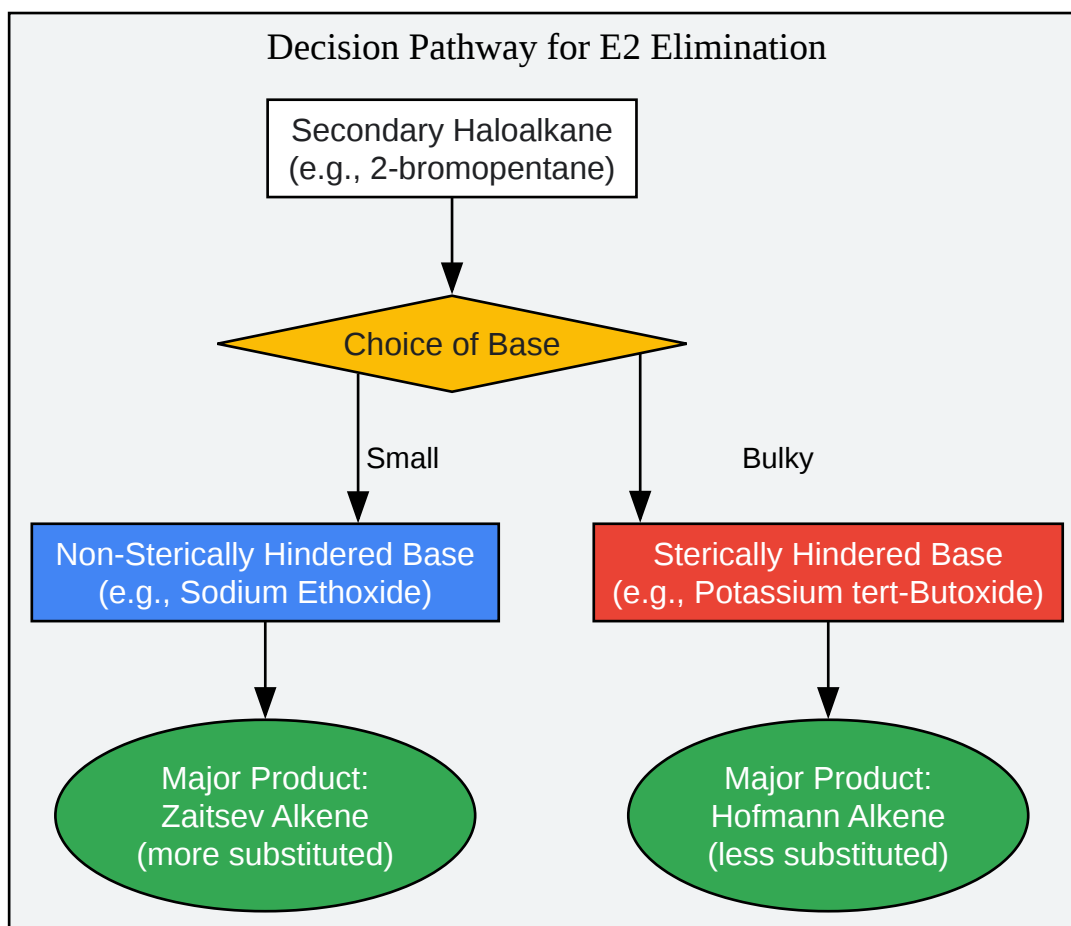 Decision Pathway for E2 Elimination
Secondary Haloalkane
(e.g., 2-bromopentane)
Choice of Base
Small
Bulky
Non-Sterically Hindered Base
(e.g., Sodium Ethoxide)
Sterically Hindered Base
(e.g., Potassium tert-Butoxide)
Major Product:
Zaitsev Alkene
(more substituted)
Major Product:
Hofmann Alkene
(less substituted)